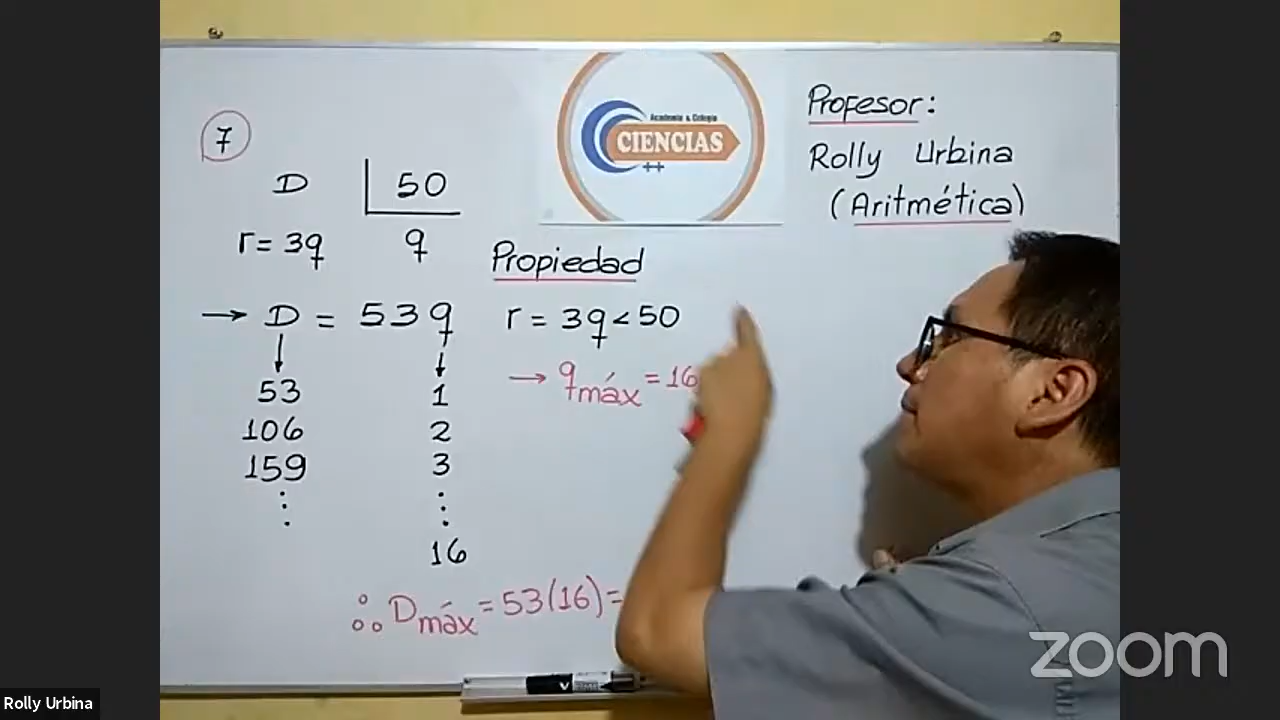 7
D | 50
r = 3q q
→ D = 53q
53 1
106 2
159 3
⋮ ⋮
16
∴ Dmáx = 53(16) =
Propiedad
r = 3q < 50
→ qmáx = 16
Academia & Colegio
CIENCIAS
++
Profesor:
Rolly Urbina
(Aritmética)
zoom
Rolly Urbina